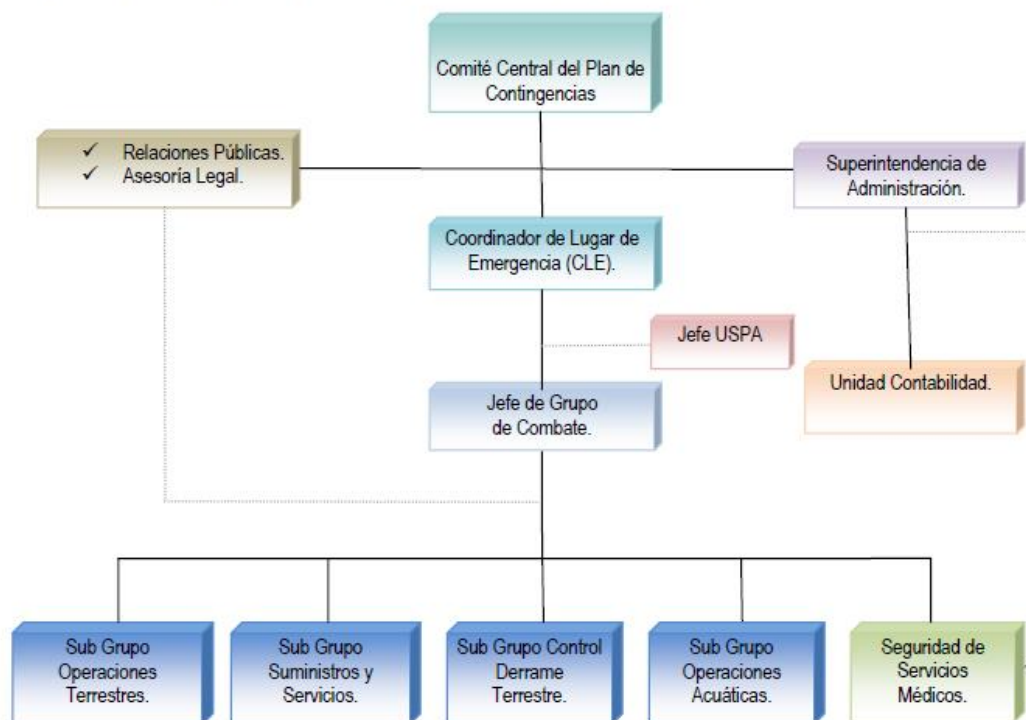 Comité Central del Plan de
Contingencias
✓ Relaciones Públicas.
✓ Asesoría Legal.
Superintendencia de
Administración.
Coordinador de Lugar de
Emergencia (CLE).
Jefe USPA
Unidad Contabilidad.
Jefe de Grupo
de Combate.
Sub Grupo
Operaciones
Terrestres.
Sub Grupo
Suministros y
Servicios.
Sub Grupo Control
Derrame
Terrestre.
Sub Grupo
Operaciones
Acuáticas.
Seguridad de
Servicios
Médicos.